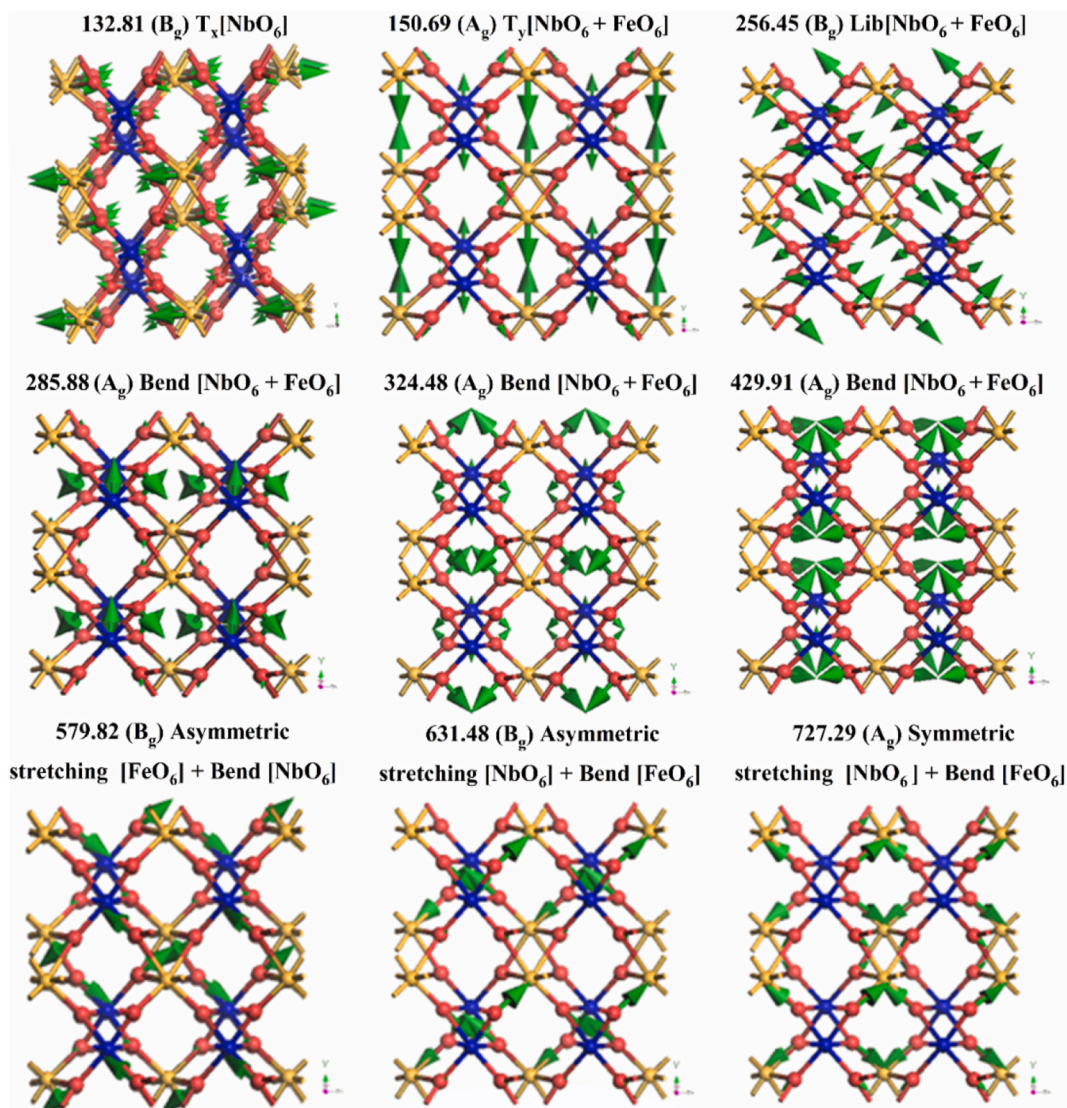 132.81 (Bg) Tx[NbO6]
150.69 (Ag) Ty[NbO6 + FeO6]
256.45 (Bg) Lib[NbO6 + FeO6]
285.88 (Ag) Bend [NbO6 + FeO6]
324.48 (Ag) Bend [NbO6 + FeO6]
429.91 (Ag) Bend [NbO6 + FeO6]
579.82 (Bg) Asymmetric
stretching [FeO6] + Bend [NbO6]
631.48 (Bg) Asymmetric
stretching [NbO6] + Bend [FeO6]
727.29 (Ag) Symmetric
stretching [NbO6] + Bend [FeO6]